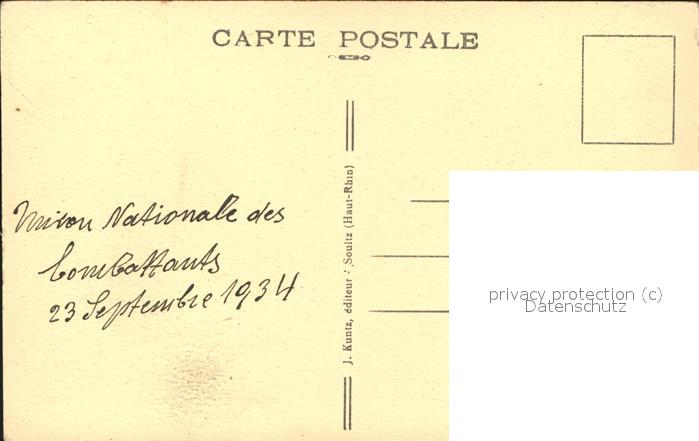 CARTE POSTALE
Union Nationale des
Combattants
23 Septembre 1934
J. Kuntz, éditeur - Soultz (Haut-Rhin)
privacy protection (c)
Datenschutz